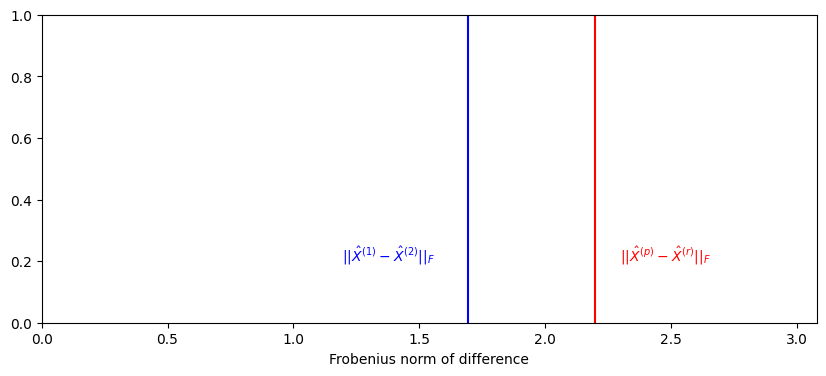 1.0
0.8
0.6
0.4
||X̂⁽¹⁾ − X̂⁽²⁾||_F
||X̂⁽ᵖ⁾ − X̂⁽ʳ⁾||_F
0.2
0.0
0.0 0.5 1.0 1.5 2.0 2.5 3.0
Frobenius norm of difference